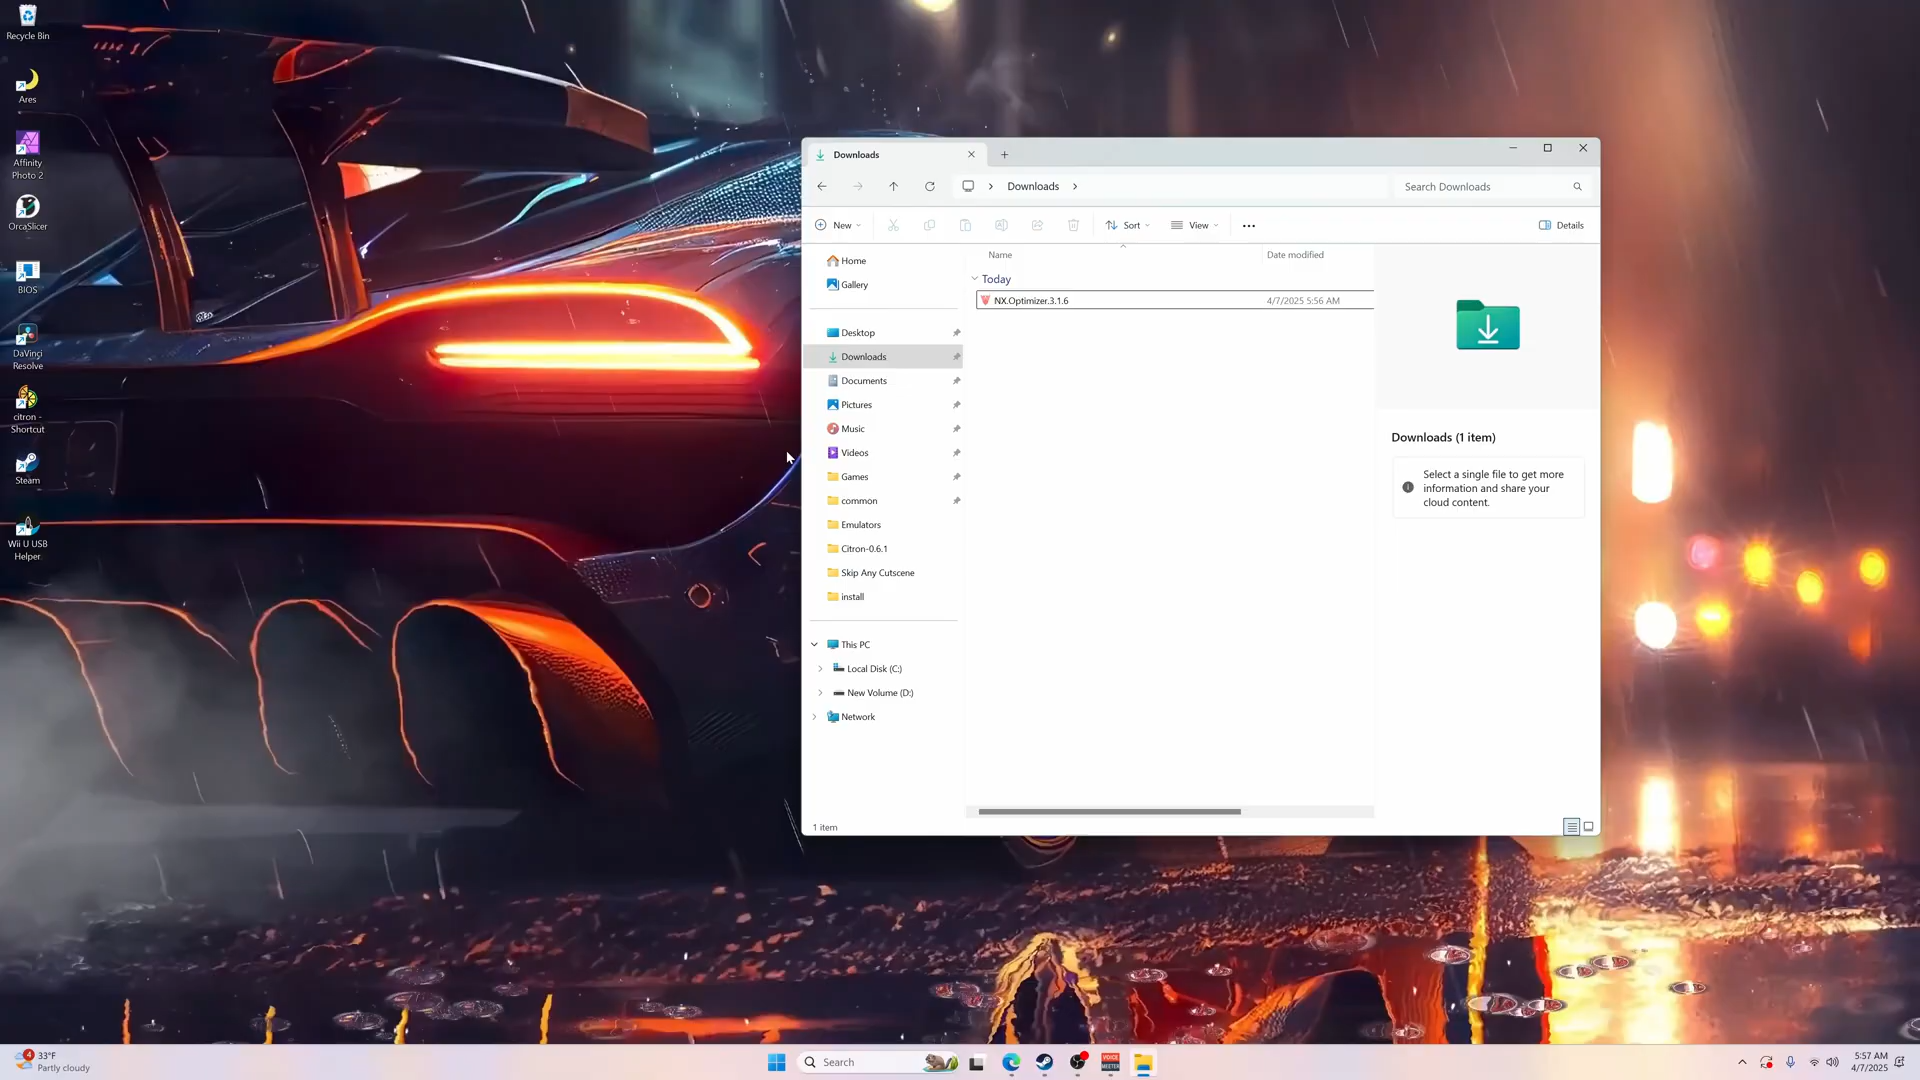 Recycle Bin
Ares
Affinity
Photo 2
OrcaSlicer
BIOS
DaVinci
Resolve
citron -
Shortcut
Steam
Wii U USB
Helper
Downloads
Downloads
Search Downloads
New
Sort
View
Details
Home
Gallery
Desktop
Downloads
Documents
Pictures
Music
Videos
Games
common
Emulators
Citron-0.6.1
Skip Any Cutscene
install
This PC
Local Disk (C:)
New Volume (D:)
Network
Name
Date modified
Today
NX.Optimizer.3.1.6
4/7/2025 5:56 AM
Downloads (1 item)
Select a single file to get more
information and share your
cloud content.
1 item
4
33°F
Partly cloudy
Search
VOICE
MEETER
5:57 AM
4/7/2025